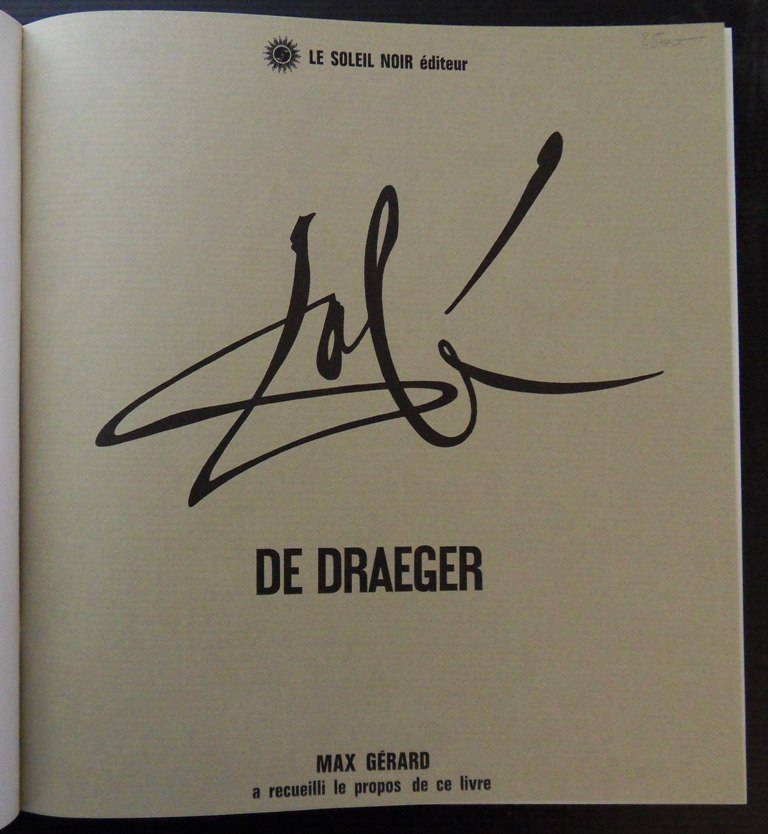 LE SOLEIL NOIR éditeur
Dalí
DE DRAEGER
MAX GÉRARD
a recueilli le propos de ce livre